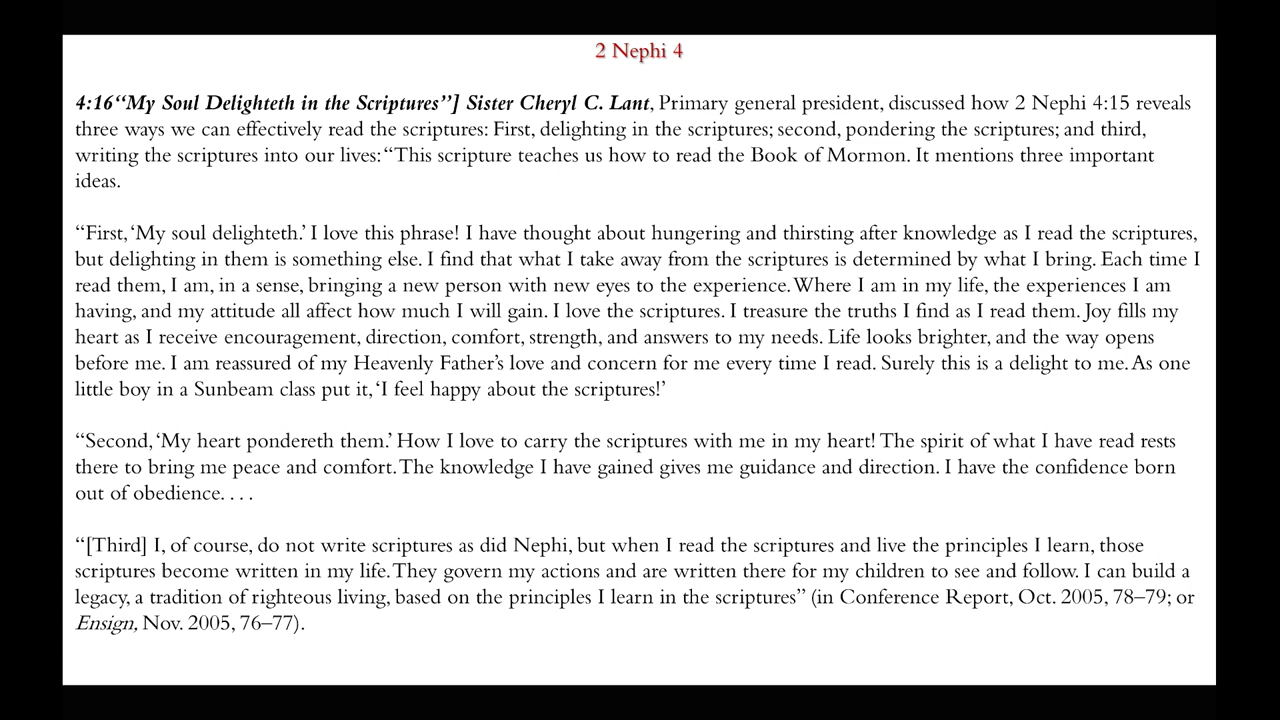 2 Nephi 4
4:16“My Soul Delighteth in the Scriptures”] Sister Cheryl C. Lant, Primary general president, discussed how 2 Nephi 4:15 reveals
three ways we can effectively read the scriptures: First, delighting in the scriptures; second, pondering the scriptures; and third,
writing the scriptures into our lives: “This scripture teaches us how to read the Book of Mormon. It mentions three important
ideas.
“First, ‘My soul delighteth.’ I love this phrase! I have thought about hungering and thirsting after knowledge as I read the scriptures,
but delighting in them is something else. I find that what I take away from the scriptures is determined by what I bring. Each time I
read them, I am, in a sense, bringing a new person with new eyes to the experience. Where I am in my life, the experiences I am
having, and my attitude all affect how much I will gain. I love the scriptures. I treasure the truths I find as I read them. Joy fills my
heart as I receive encouragement, direction, comfort, strength, and answers to my needs. Life looks brighter, and the way opens
before me. I am reassured of my Heavenly Father’s love and concern for me every time I read. Surely this is a delight to me. As one
little boy in a Sunbeam class put it, ‘I feel happy about the scriptures!’
“Second, ‘My heart pondereth them.’ How I love to carry the scriptures with me in my heart! The spirit of what I have read rests
there to bring me peace and comfort. The knowledge I have gained gives me guidance and direction. I have the confidence born
out of obedience. . . .
“[Third] I, of course, do not write scriptures as did Nephi, but when I read the scriptures and live the principles I learn, those
scriptures become written in my life. They govern my actions and are written there for my children to see and follow. I can build a
legacy, a tradition of righteous living, based on the principles I learn in the scriptures” (in Conference Report, Oct. 2005, 78–79; or
Ensign, Nov. 2005, 76–77).